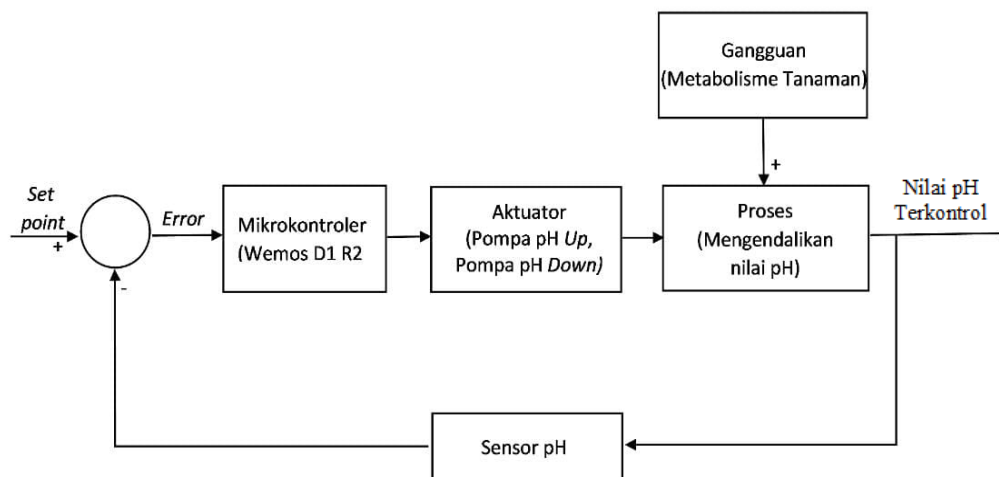 Gangguan
(Metabolisme Tanaman)
+
Set
point
+
Error
-
Mikrokontroler
(Wemos D1 R2
Aktuator
(Pompa pH Up,
Pompa pH Down)
Proses
(Mengendalikan
nilai pH)
Nilai pH
Terkontrol
Sensor pH